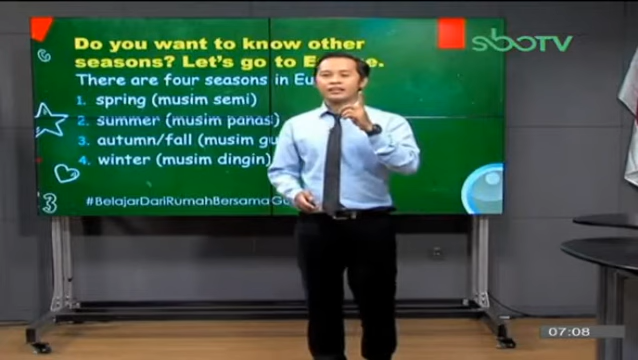 Do you want to know other
seasons? Let's go to
There are four seasons in
1. spring (musim semi)
2. summer (musim panas)
3. autumn/fall (musim
4. winter (musim dingin)
#BelajarDariRumahBersama
sboTV
07:08